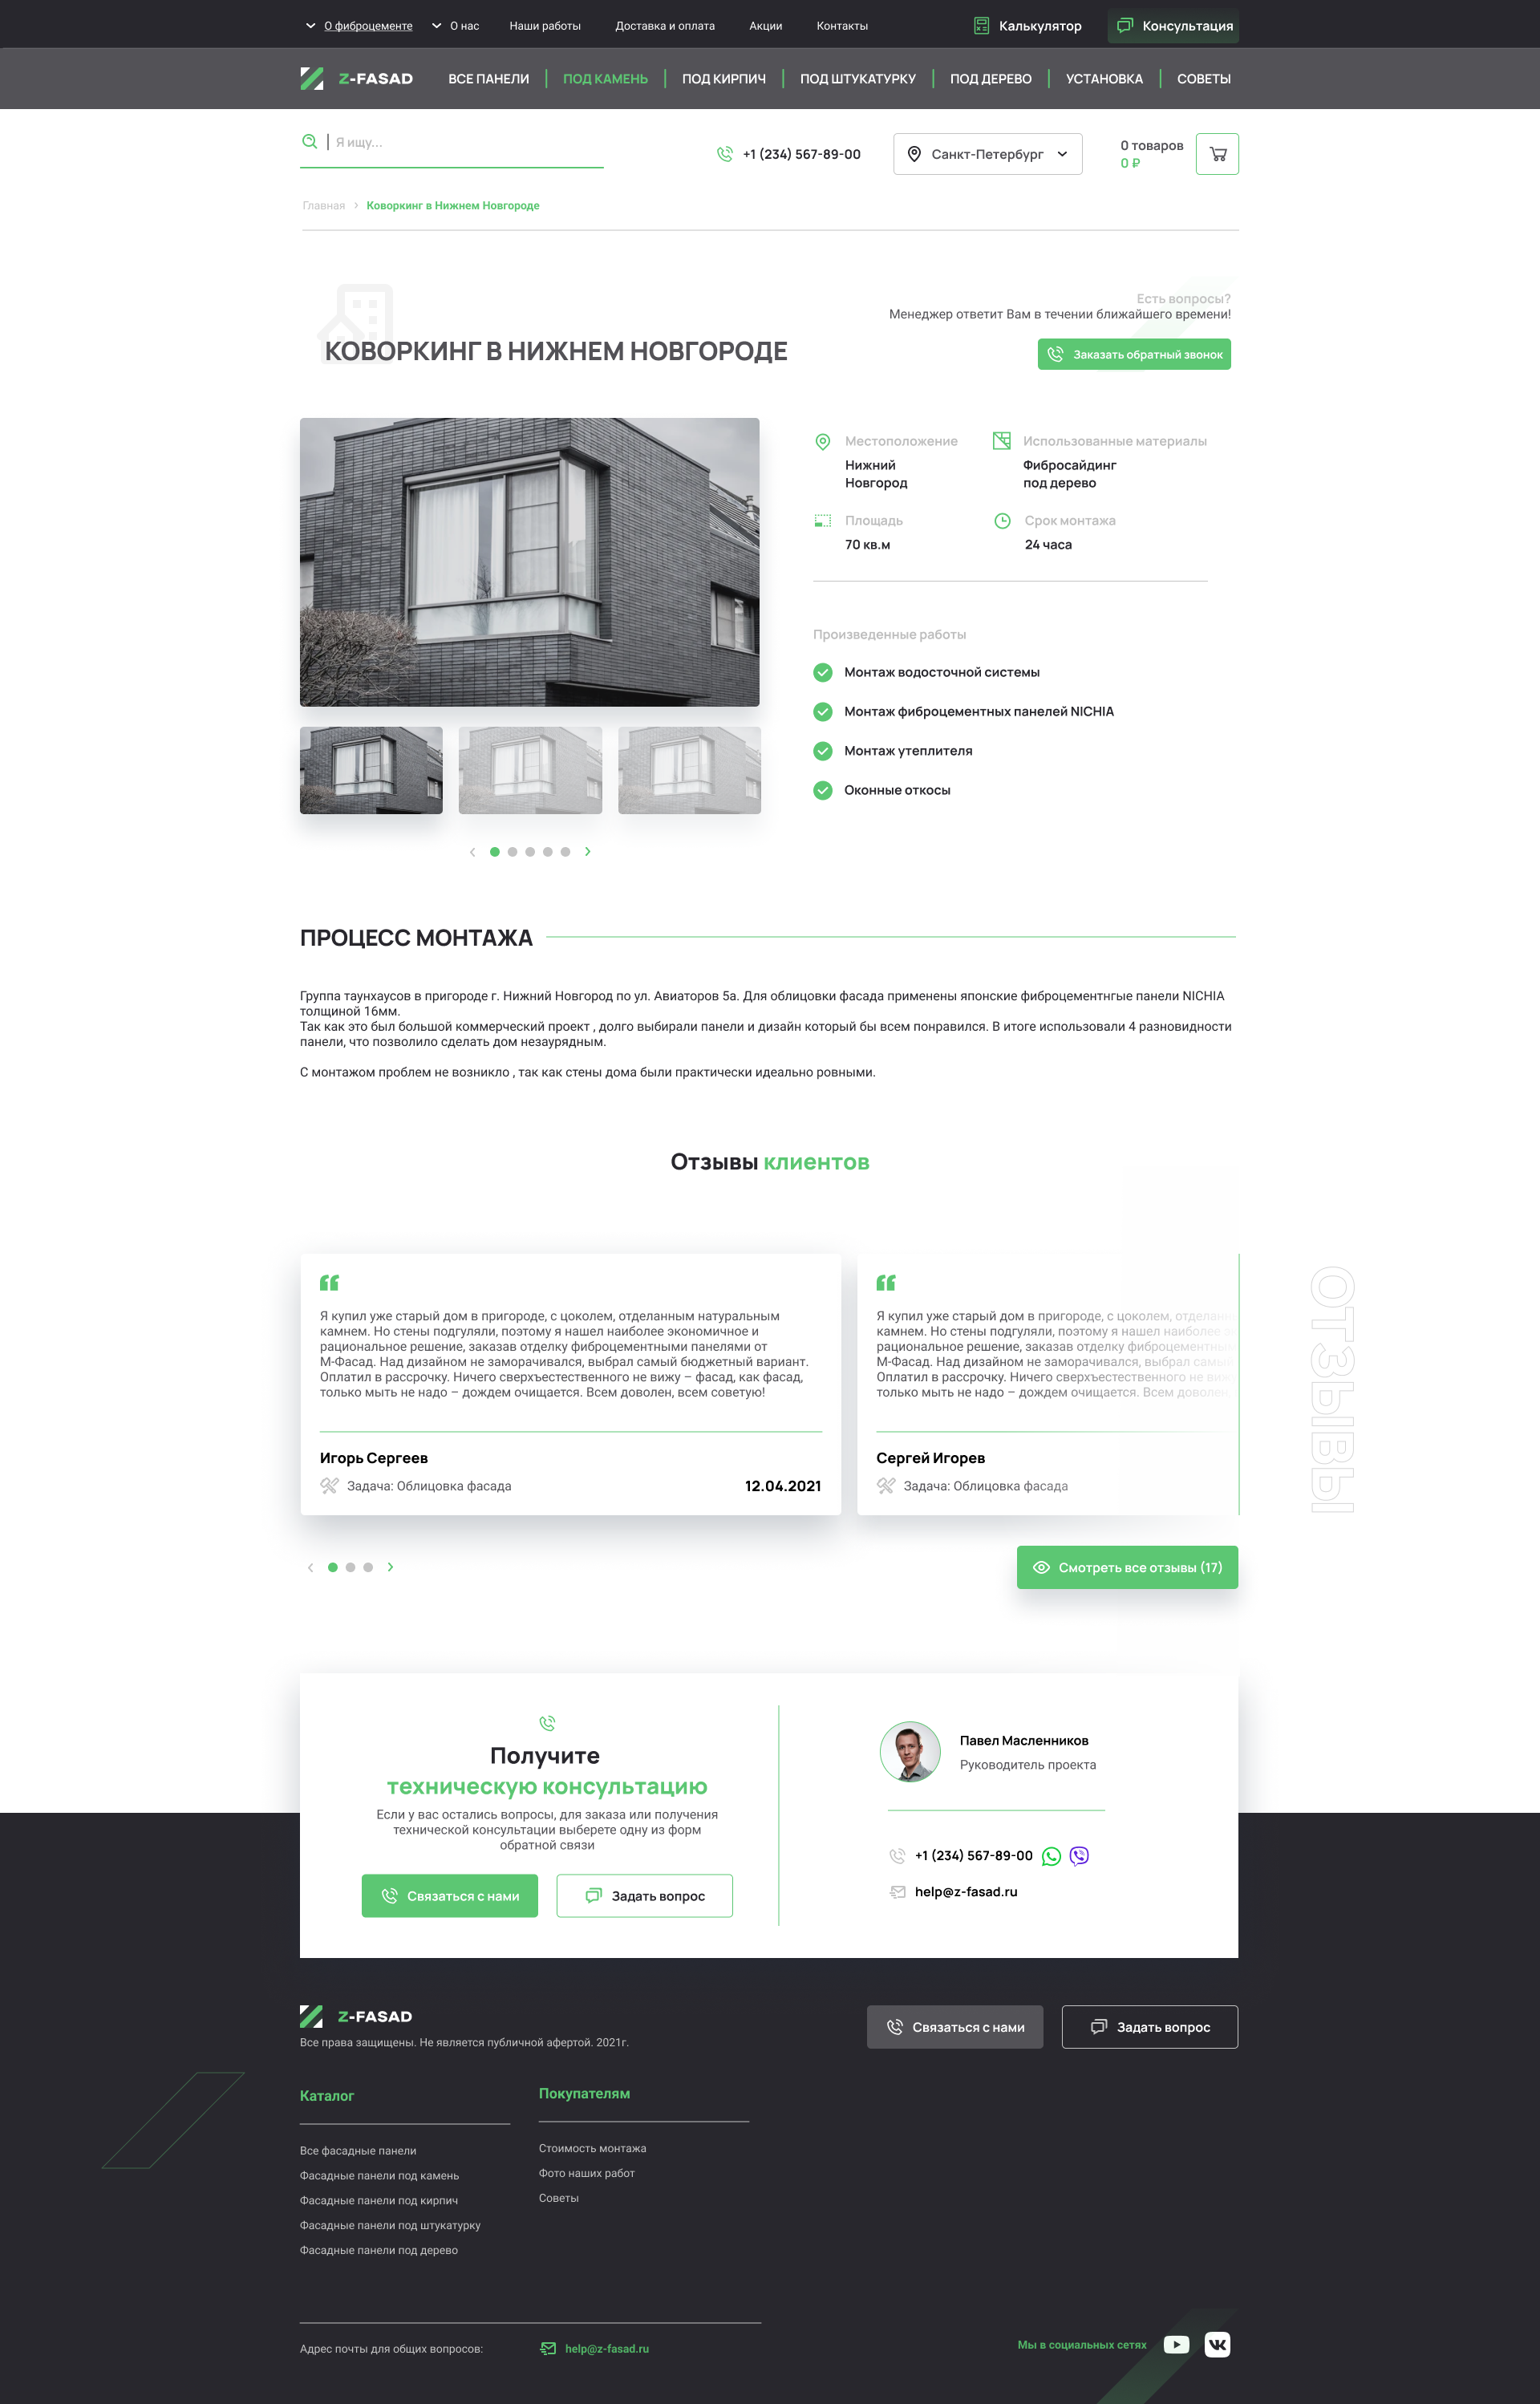 О фиброцементе О нас Наши работы Доставка и оплата Акции Контакты Калькулятор Консультация
Z-FASAD ВСЕ ПАНЕЛИ ПОД КАМЕНЬ ПОД КИРПИЧ ПОД ШТУКАТУРКУ ПОД ДЕРЕВО УСТАНОВКА СОВЕТЫ
Я ищу...
+1 (234) 567-89-00
Санкт-Петербург
0 товаров
0 ₽
Главная Коворкинг в Нижнем Новгороде
КОВОРКИНГ В НИЖНЕМ НОВГОРОДЕ
Есть вопросы?
Менеджер ответит Вам в течении ближайшего времени!
Заказать обратный звонок
Местоположение
Нижний
Новгород
Использованные материалы
Фибросайдинг
под дерево
Площадь
70 кв.м
Срок монтажа
24 часа
Произведенные работы
Монтаж водосточной системы
Монтаж фиброцементных панелей NICHIA
Монтаж утеплителя
Оконные откосы
ПРОЦЕСС МОНТАЖА
Группа таунхаусов в пригороде г. Нижний Новгород по ул. Авиаторов 5а. Для облицовки фасада применены японские фиброцементнгые панели NICHIA
толщиной 16мм.
Так как это был большой коммерческий проект , долго выбирали панели и дизайн который бы всем понравился. В итоге использовали 4 разновидности
панели, что позволило сделать дом незаурядным.
С монтажом проблем не возникло , так как стены дома были практически идеально ровными.
Отзывы клиентов
Я купил уже старый дом в пригороде, с цоколем, отделанным натуральным
камнем. Но стены подгуляли, поэтому я нашел наиболее экономичное и
рациональное решение, заказав отделку фиброцементными панелями от
М-Фасад. Над дизайном не заморачивался, выбрал самый бюджетный вариант.
Оплатил в рассрочку. Ничего сверхъестественного не вижу – фасад, как фасад,
только мыть не надо – дождем очищается. Всем доволен, всем советую!
Игорь Сергеев
Задача: Облицовка фасада
12.04.2021
Я купил уже старый дом в пригороде, с цоколем,
камнем. Но стены подгуляли, поэтому я нашел наиболее
рациональное решение, заказав отделку
М-Фасад. Над дизайном не заморачивался, выбрал самый
Оплатил в рассрочку. Ничего сверхъестественного не
только мыть не надо – дождем очищается. Всем доволен,
Сергей Игорев
Задача: Облицовка фасада
ОТЗЫВЫ
Смотреть все отзывы (17)
Получите
техническую консультацию
Если у вас остались вопросы, для заказа или получения
технической консультации выберете одну из форм
обратной связи
Связаться с нами
Задать вопрос
Павел Масленников
Руководитель проекта
+1 (234) 567-89-00
help@z-fasad.ru
Z-FASAD
Все права защищены. Не является публичной афертой. 2021г.
Связаться с нами
Задать вопрос
Каталог
Все фасадные панели
Фасадные панели под камень
Фасадные панели под кирпич
Фасадные панели под штукатурку
Фасадные панели под дерево
Покупателям
Стоимость монтажа
Фото наших работ
Советы
Адрес почты для общих вопросов:
help@z-fasad.ru
Мы в социальных сетях